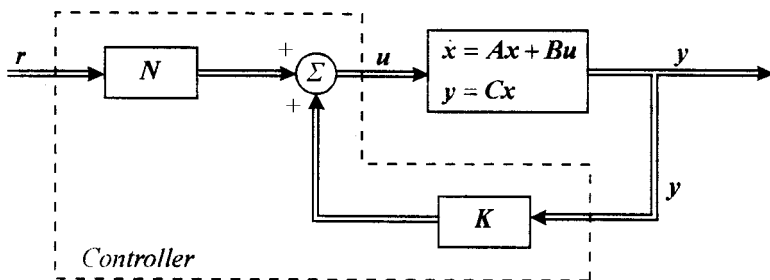 r
N
+
Σ
+
u
ẋ = Ax + Bu
y = Cx
y
y
K
Controller